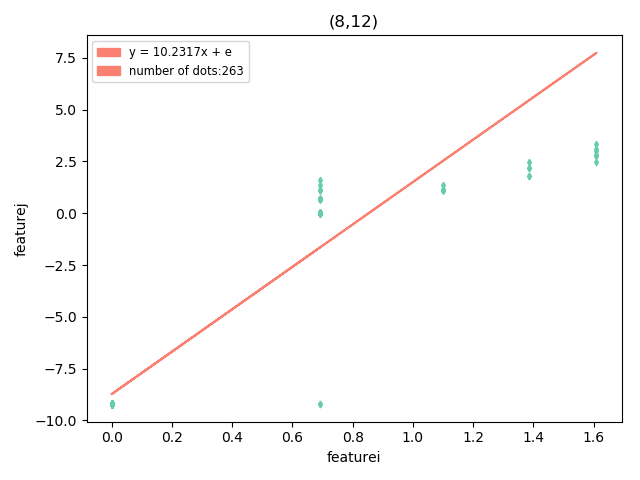 (8,12)
y = 10.2317x + e
number of dots:263
7.5
5.0
2.5
0.0
−2.5
−5.0
−7.5
−10.0
featurej
0.0 0.2 0.4 0.6 0.8 1.0 1.2 1.4 1.6
featurei